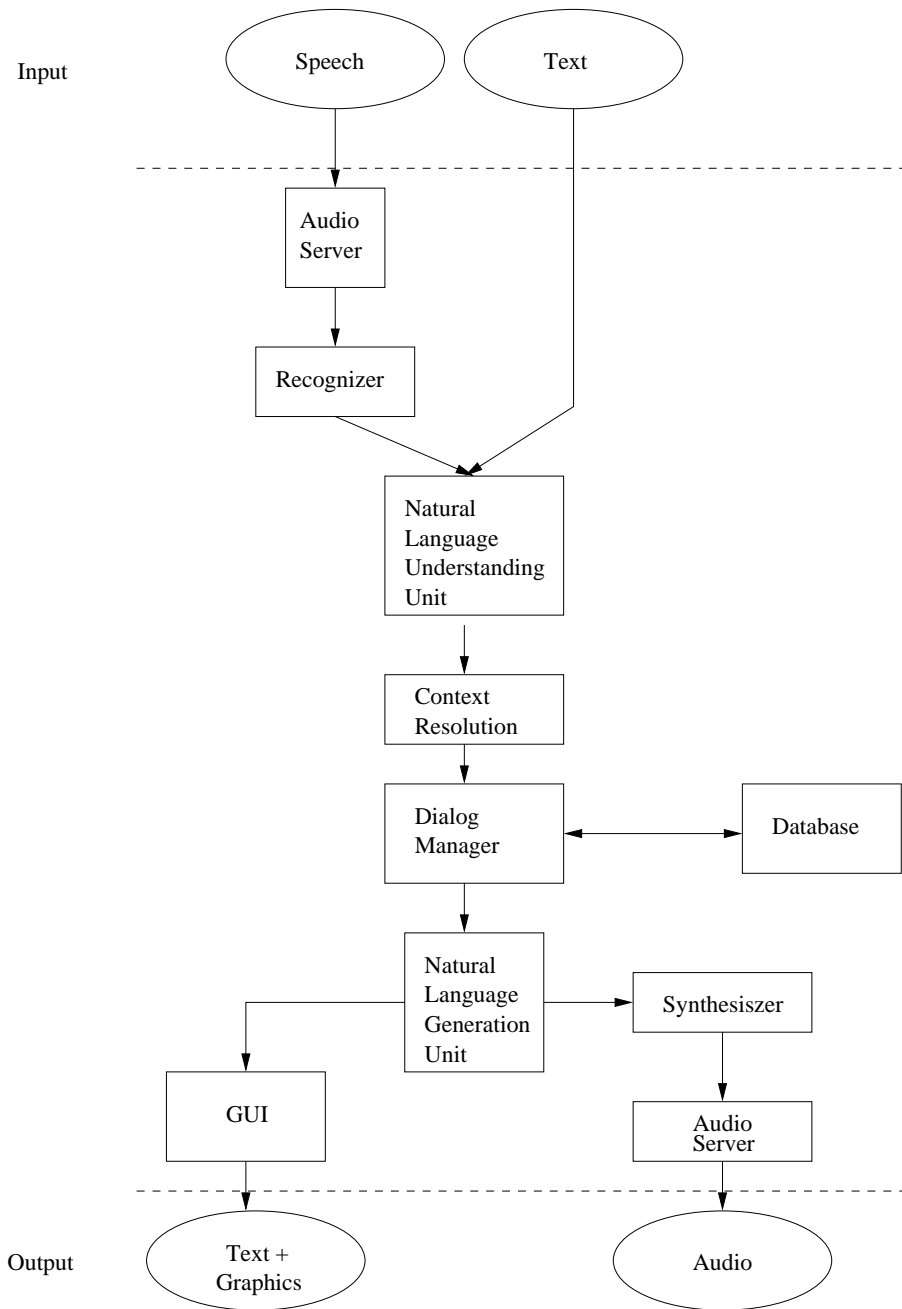 Input
Speech
Text
Audio
Server
Recognizer
Natural
Language
Understanding
Unit
Context
Resolution
Dialog
Manager
Database
Natural
Language
Generation
Unit
Synthesiszer
GUI
Audio
Server
Output
Text +
Graphics
Audio